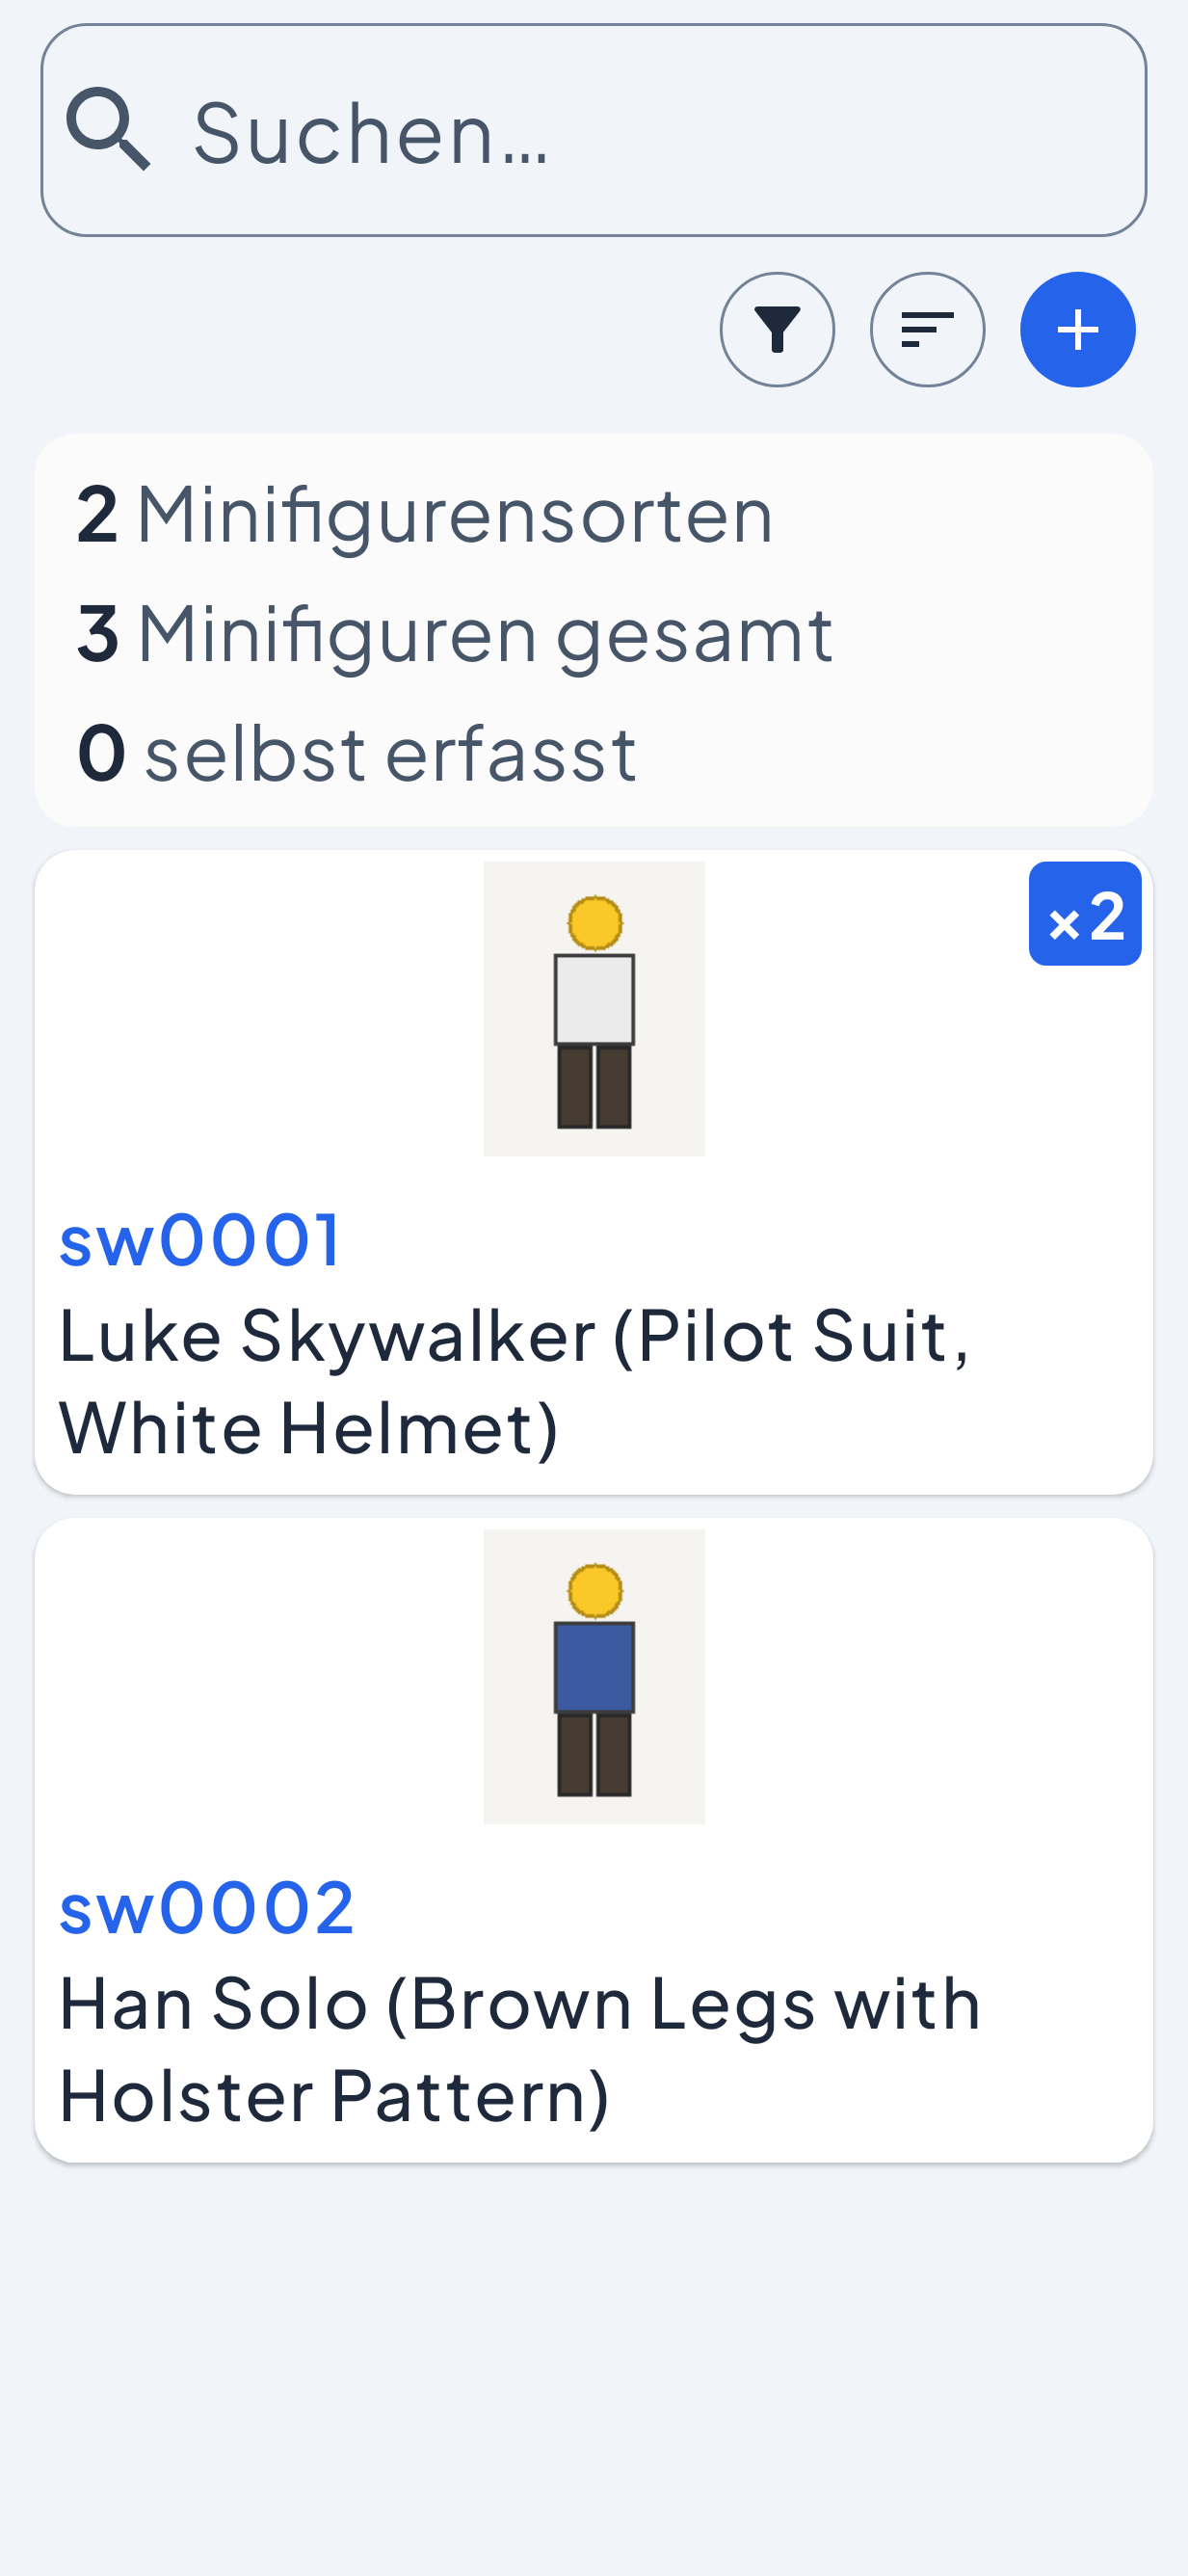 Suchen…
2 Minifigurensorten
3 Minifiguren gesamt
0 selbst erfasst
×2
sw0001
Luke Skywalker (Pilot Suit,
White Helmet)
sw0002
Han Solo (Brown Legs with
Holster Pattern)